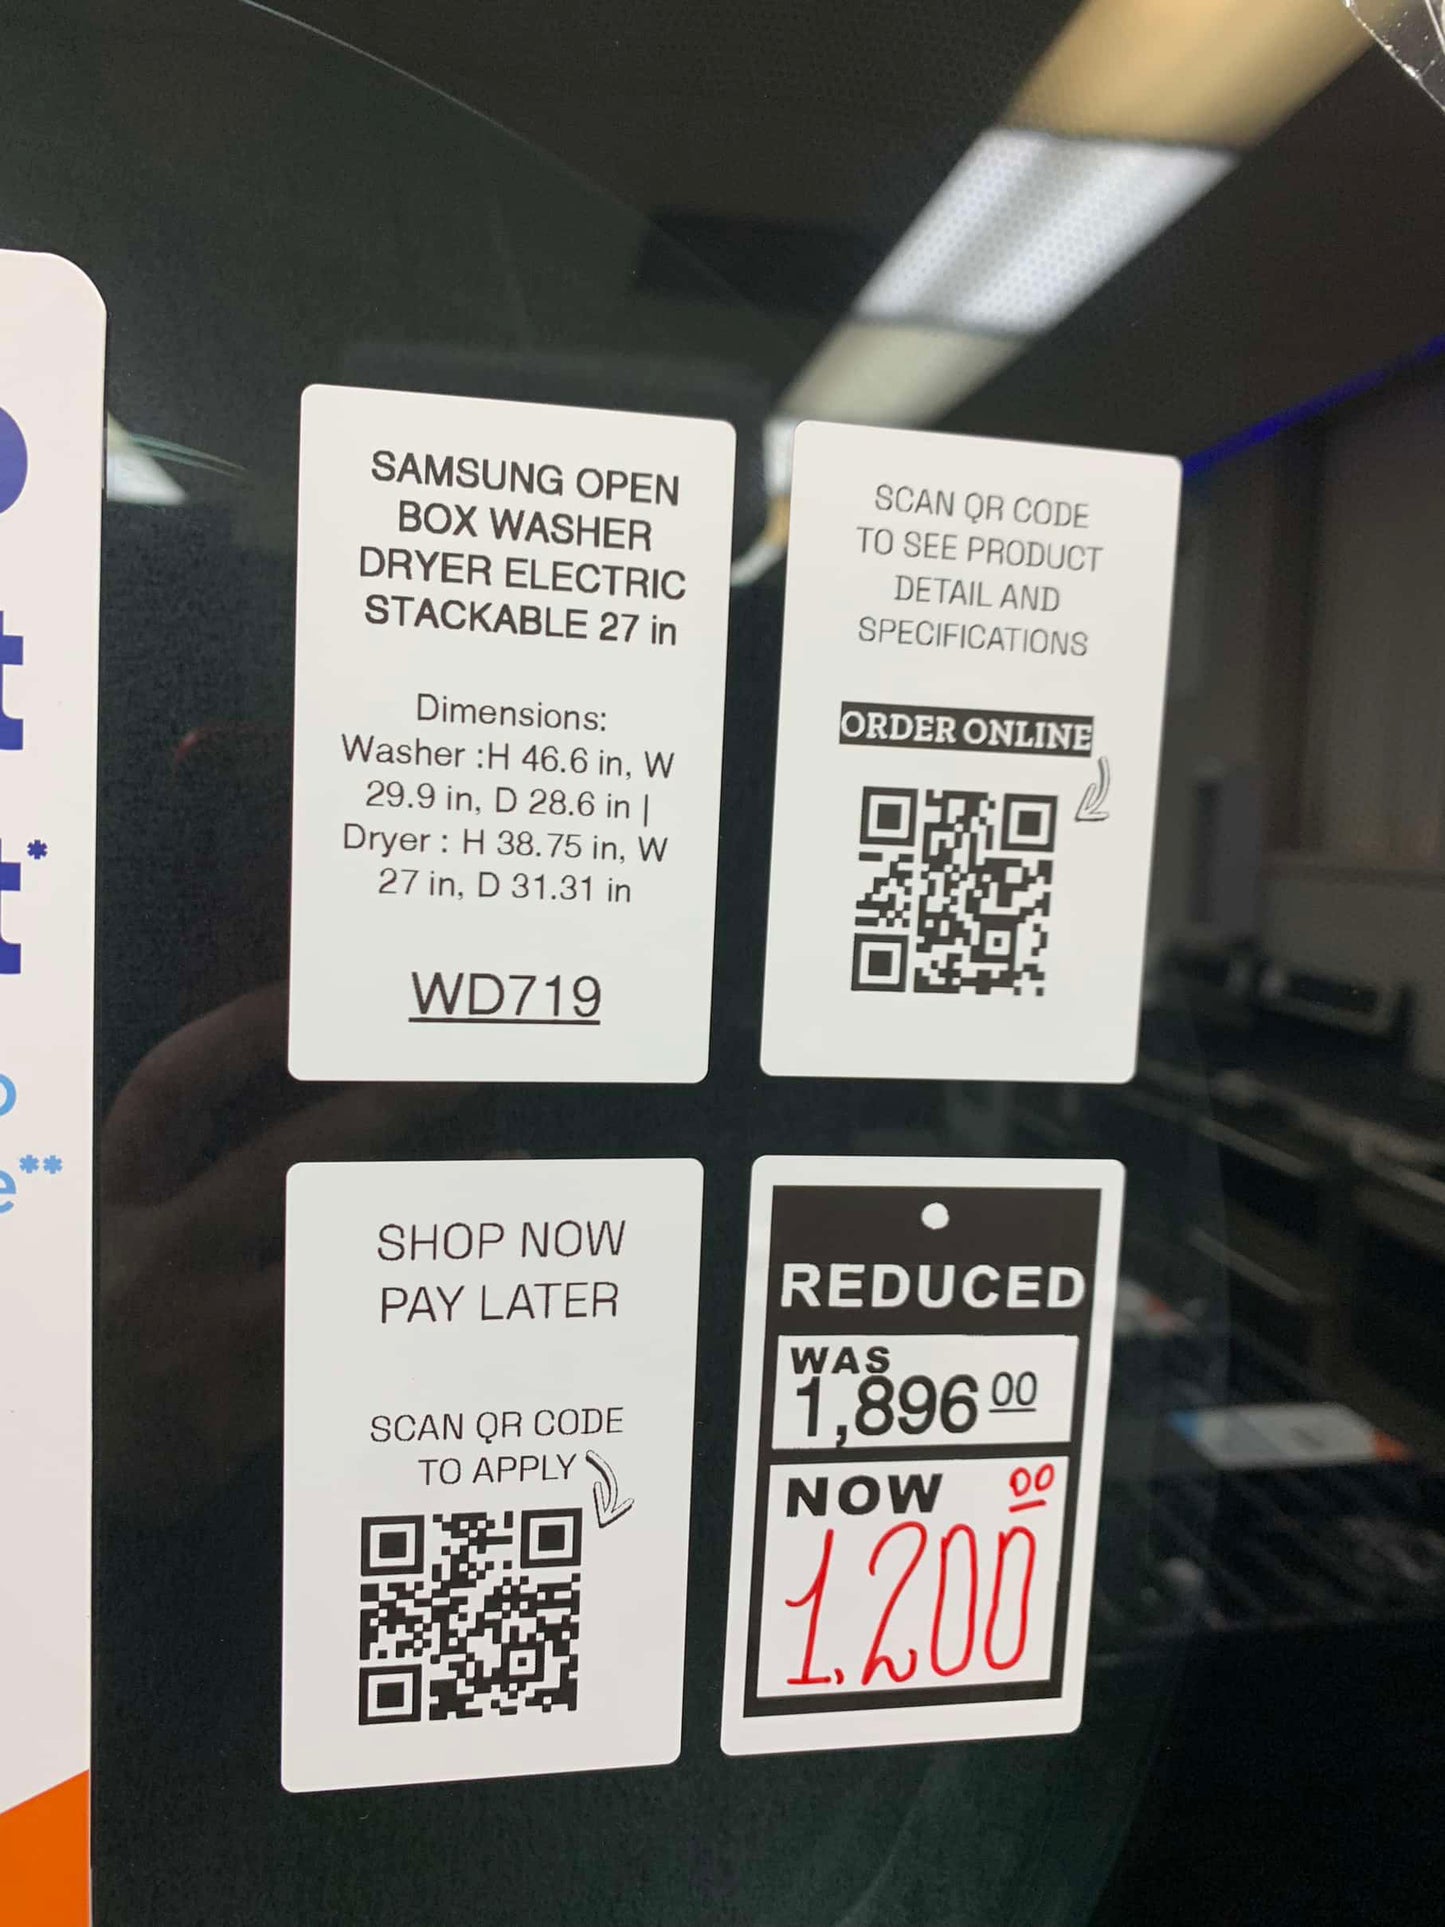 SAMSUNG OPEN
BOX WASHER
DRYER ELECTRIC
STACKABLE 27 in
Dimensions:
Washer :H 46.6 in, W
29.9 in, D 28.6 in |
Dryer : H 38.75 in, W
27 in, D 31.31 in
WD719
SCAN QR CODE
TO SEE PRODUCT
DETAIL AND
SPECIFICATIONS
ORDER ONLINE
SHOP NOW
PAY LATER
SCAN QR CODE
TO APPLY
REDUCED
WAS
1,896 00
NOW 00
1,200